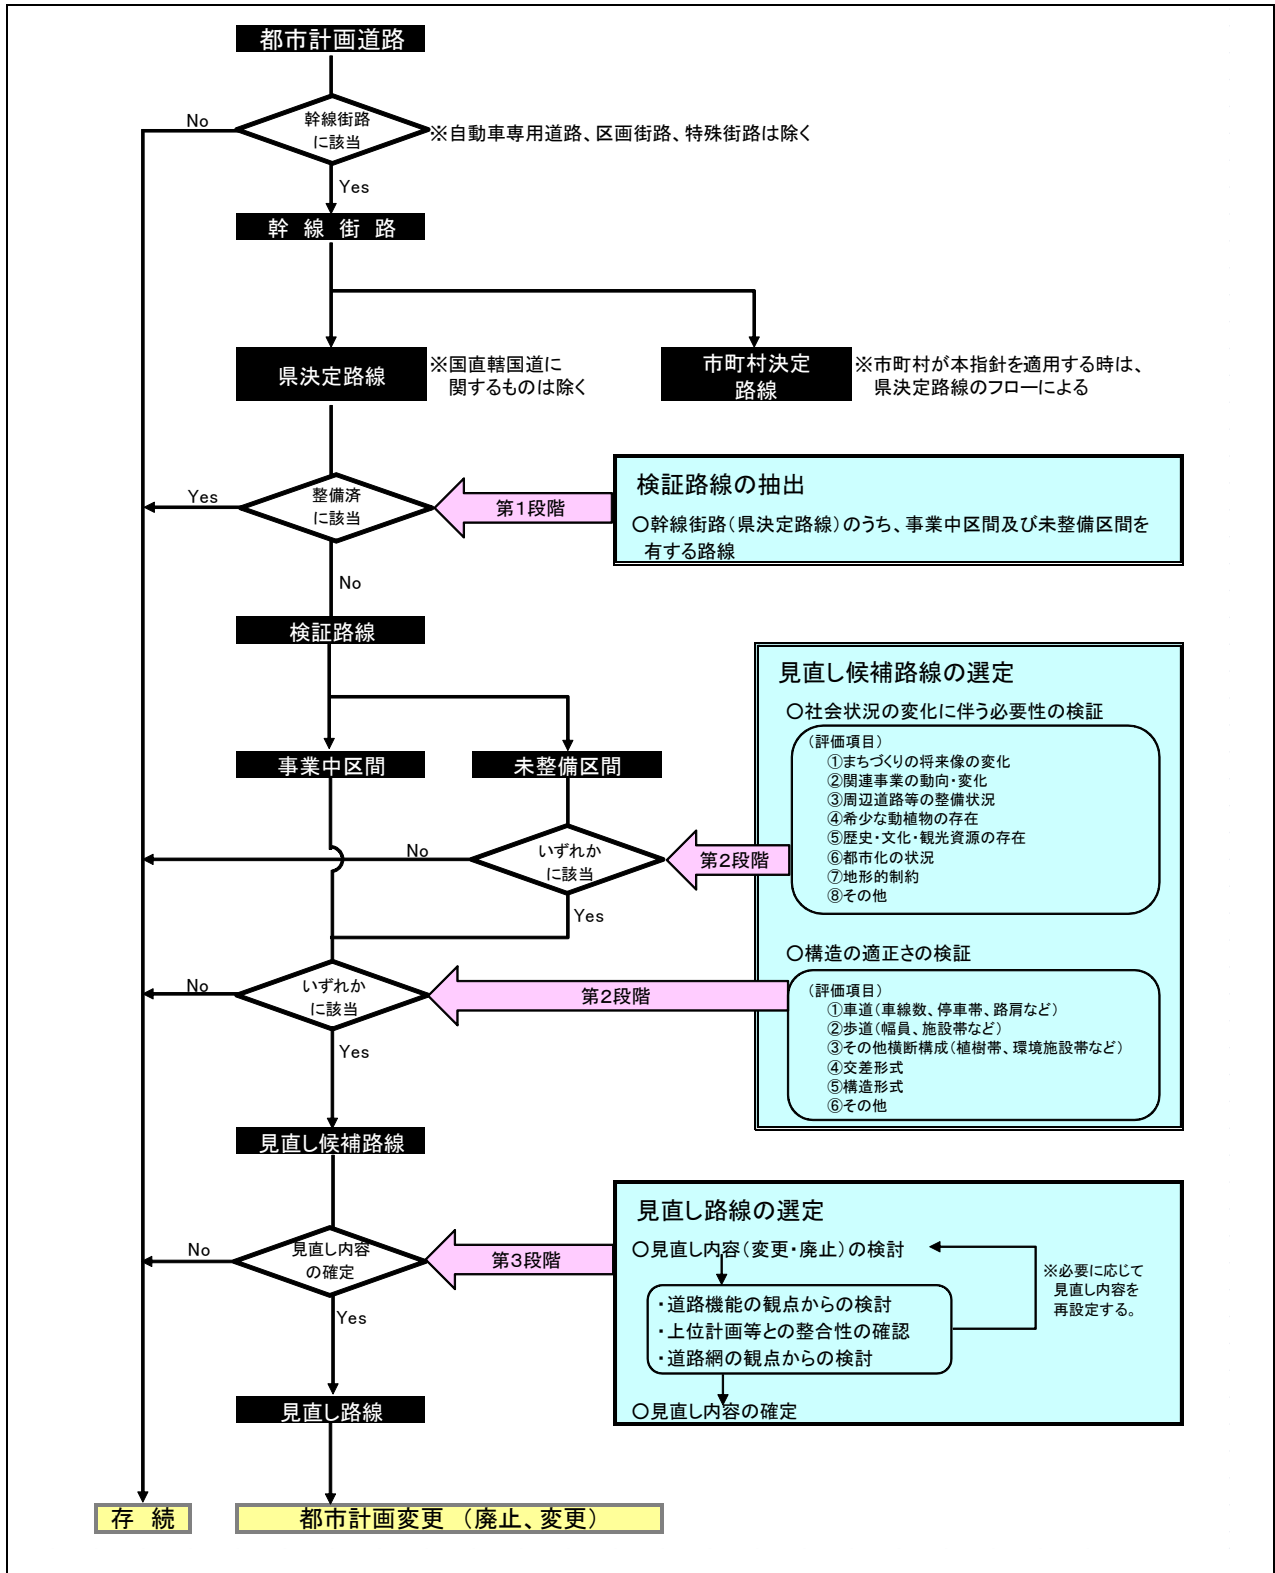 都市計画道路
幹線街路
に該当
No
※自動車専用道路、区画街路、特殊街路は除く
Yes
幹 線 街 路
県決定路線
※国直轄国道に
関するものは除く
市町村決定
路線
※市町村が本指針を適用する時は、
県決定路線のフローによる
整備済
に該当
Yes
第1段階
検証路線の抽出
○幹線街路(県決定路線)のうち、事業中区間及び未整備区間を
有する路線
No
検証路線
事業中区間
未整備区間
いずれか
に該当
No
第2段階
Yes
見直し候補路線の選定
○社会状況の変化に伴う必要性の検証
(評価項目)
①まちづくりの将来像の変化
②関連事業の動向・変化
③周辺道路等の整備状況
④希少な動植物の存在
⑤歴史・文化・観光資源の存在
⑥都市化の状況
⑦地形的制約
⑧その他
○構造の適正さの検証
(評価項目)
①車道(車線数、停車帯、路肩など)
②歩道(幅員、施設帯など)
③その他横断構成(植樹帯、環境施設帯など)
④交差形式
⑤構造形式
⑥その他
いずれか
に該当
No
第2段階
Yes
見直し候補路線
見直し内容
の確定
No
第3段階
Yes
見直し路線の選定
○見直し内容(変更・廃止)の検討
・道路機能の観点からの検討
・上位計画等との整合性の確認
・道路網の観点からの検討
※必要に応じて
見直し内容を
再設定する。
○見直し内容の確定
見直し路線
存 続
都市計画変更 (廃止、変更)